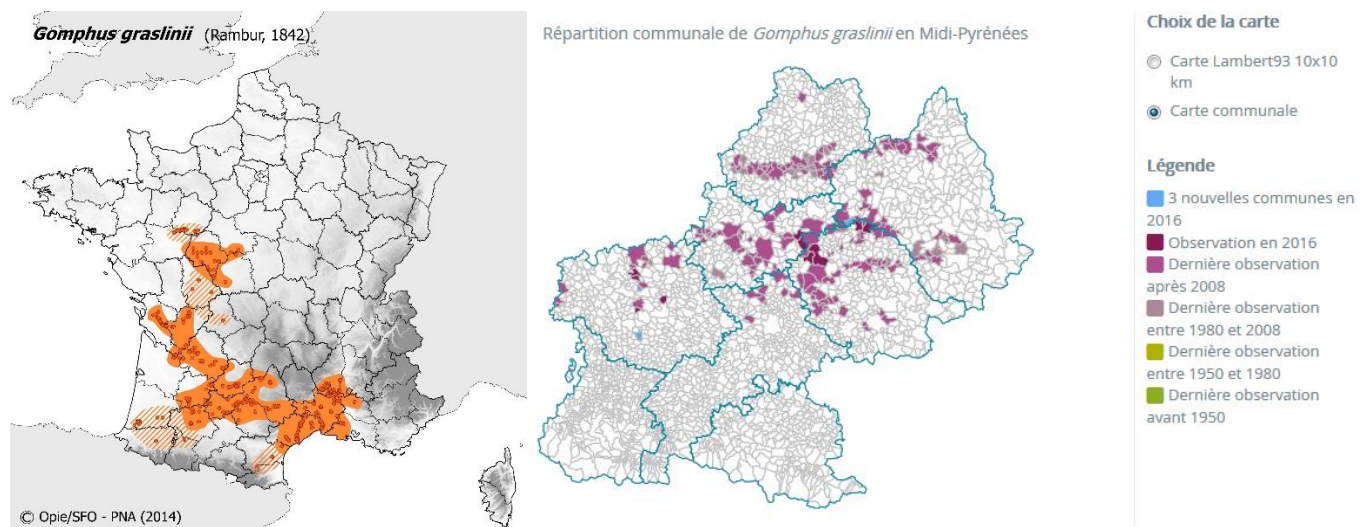 Gomphus graslinii (Rambur, 1842)
© Opie/SFO - PNA (2014)
Répartition communale de Gomphus graslinii en Midi-Pyrénées
Choix de la carte
Carte Lambert93 10x10
km
Carte communale
Légende
3 nouvelles communes en
2016
Observation en 2016
Dernière observation
après 2008
Dernière observation
entre 1980 et 2008
Dernière observation
entre 1950 et 1980
Dernière observation
avant 1950